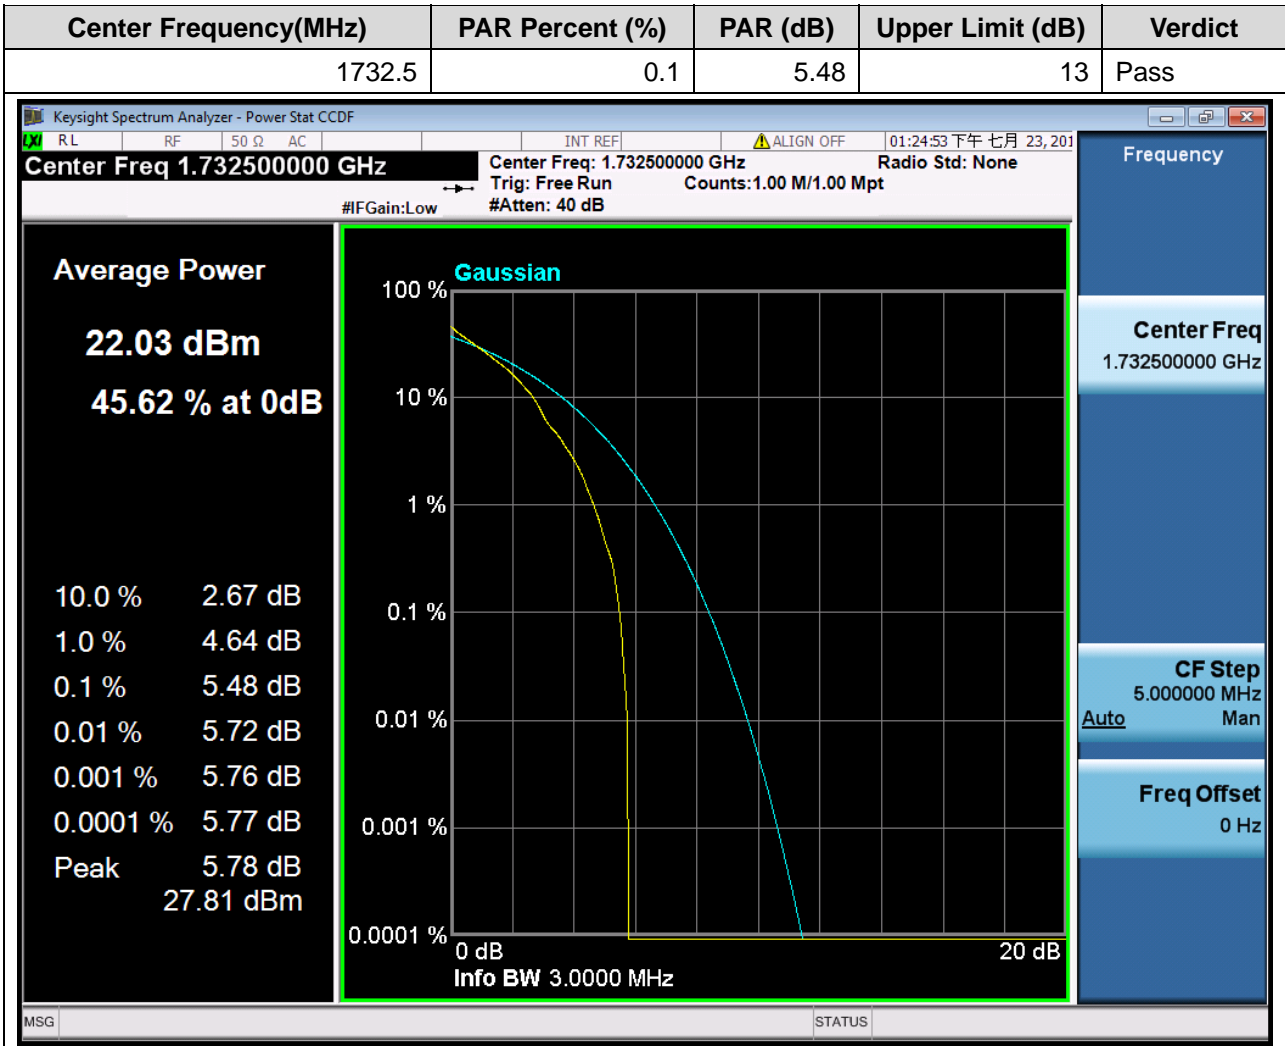 Center Frequency(MHz) PAR Percent (%) PAR (dB) Upper Limit (dB) Verdict
1732.5 0.1 5.48 13 Pass
Keysight Spectrum Analyzer - Power Stat CCDF
LXI RL RF 50 Ω AC INT REF ALIGN OFF 01:24:53 下午 七月 23, 201
Center Freq 1.732500000 GHz
Center Freq: 1.732500000 GHz Radio Std: None
Trig: Free Run Counts:1.00 M/1.00 Mpt
#IFGain:Low #Atten: 40 dB
Frequency
Average Power
22.03 dBm
45.62 % at 0dB
10.0 % 2.67 dB
1.0 % 4.64 dB
0.1 % 5.48 dB
0.01 % 5.72 dB
0.001 % 5.76 dB
0.0001 % 5.77 dB
Peak 5.78 dB
27.81 dBm
Gaussian
100 %
10 %
1 %
0.1 %
0.01 %
0.001 %
0.0001 %
0 dB 20 dB
Info BW 3.0000 MHz
Center Freq
1.732500000 GHz
CF Step
5.000000 MHz
Auto Man
Freq Offset
0 Hz
MSG STATUS